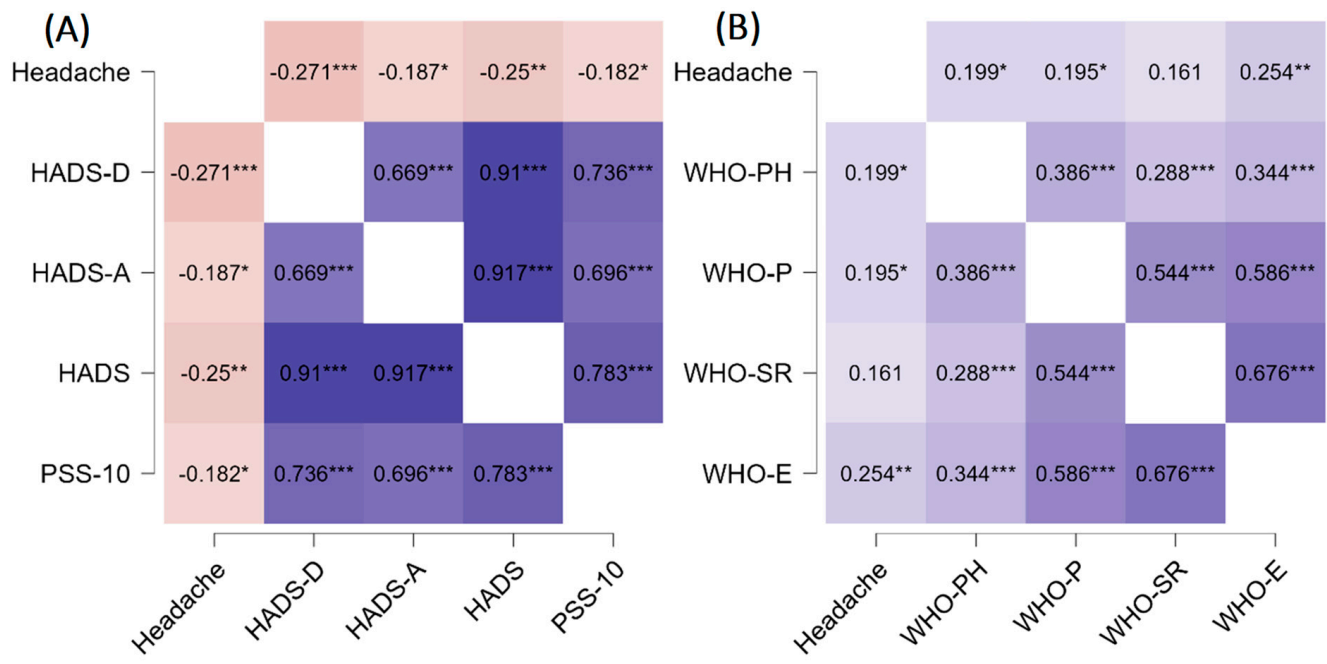 (A)
Headache -0.271*** -0.187* -0.25** -0.182*
HADS-D -0.271*** 0.669*** 0.91*** 0.736***
HADS-A -0.187* 0.669*** 0.917*** 0.696***
HADS -0.25** 0.91*** 0.917*** 0.783***
PSS-10 -0.182* 0.736*** 0.696*** 0.783***
Headache HADS-D HADS-A HADS PSS-10
(B)
Headache 0.199* 0.195* 0.161 0.254**
WHO-PH 0.199* 0.386*** 0.288*** 0.344***
WHO-P 0.195* 0.386*** 0.544*** 0.586***
WHO-SR 0.161 0.288*** 0.544*** 0.676***
WHO-E 0.254** 0.344*** 0.586*** 0.676***
Headache WHO-PH WHO-P WHO-SR WHO-E